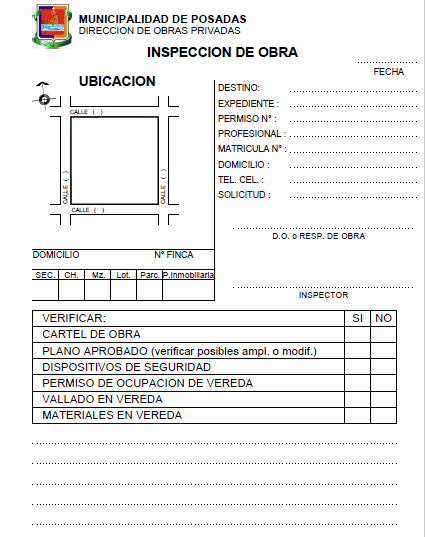 MUNICIPALIDAD DE POSADAS
DIRECCION DE OBRAS PRIVADAS
INSPECCION DE OBRA
FECHA
UBICACION
CALLE ( )
CALLE ( )
CALLE ( )
CALLE ( )
DESTINO:
EXPEDIENTE :
PERMISO N° :
PROFESIONAL :
MATRICULA N° :
DOMICILIO :
TEL. CEL. :
SOLICITUD :
D.O. o RESP. DE OBRA
DOMICILIO N° FINCA
SEC. CH. Mz. Lot. Parc. P.Inmobiliaria
INSPECTOR
VERIFICAR: SI NO
CARTEL DE OBRA
PLANO APROBADO (verificar posibles ampl. o modif.)
DISPOSITIVOS DE SEGURIDAD
PERMISO DE OCUPACION DE VEREDA
VALLADO EN VEREDA
MATERIALES EN VEREDA